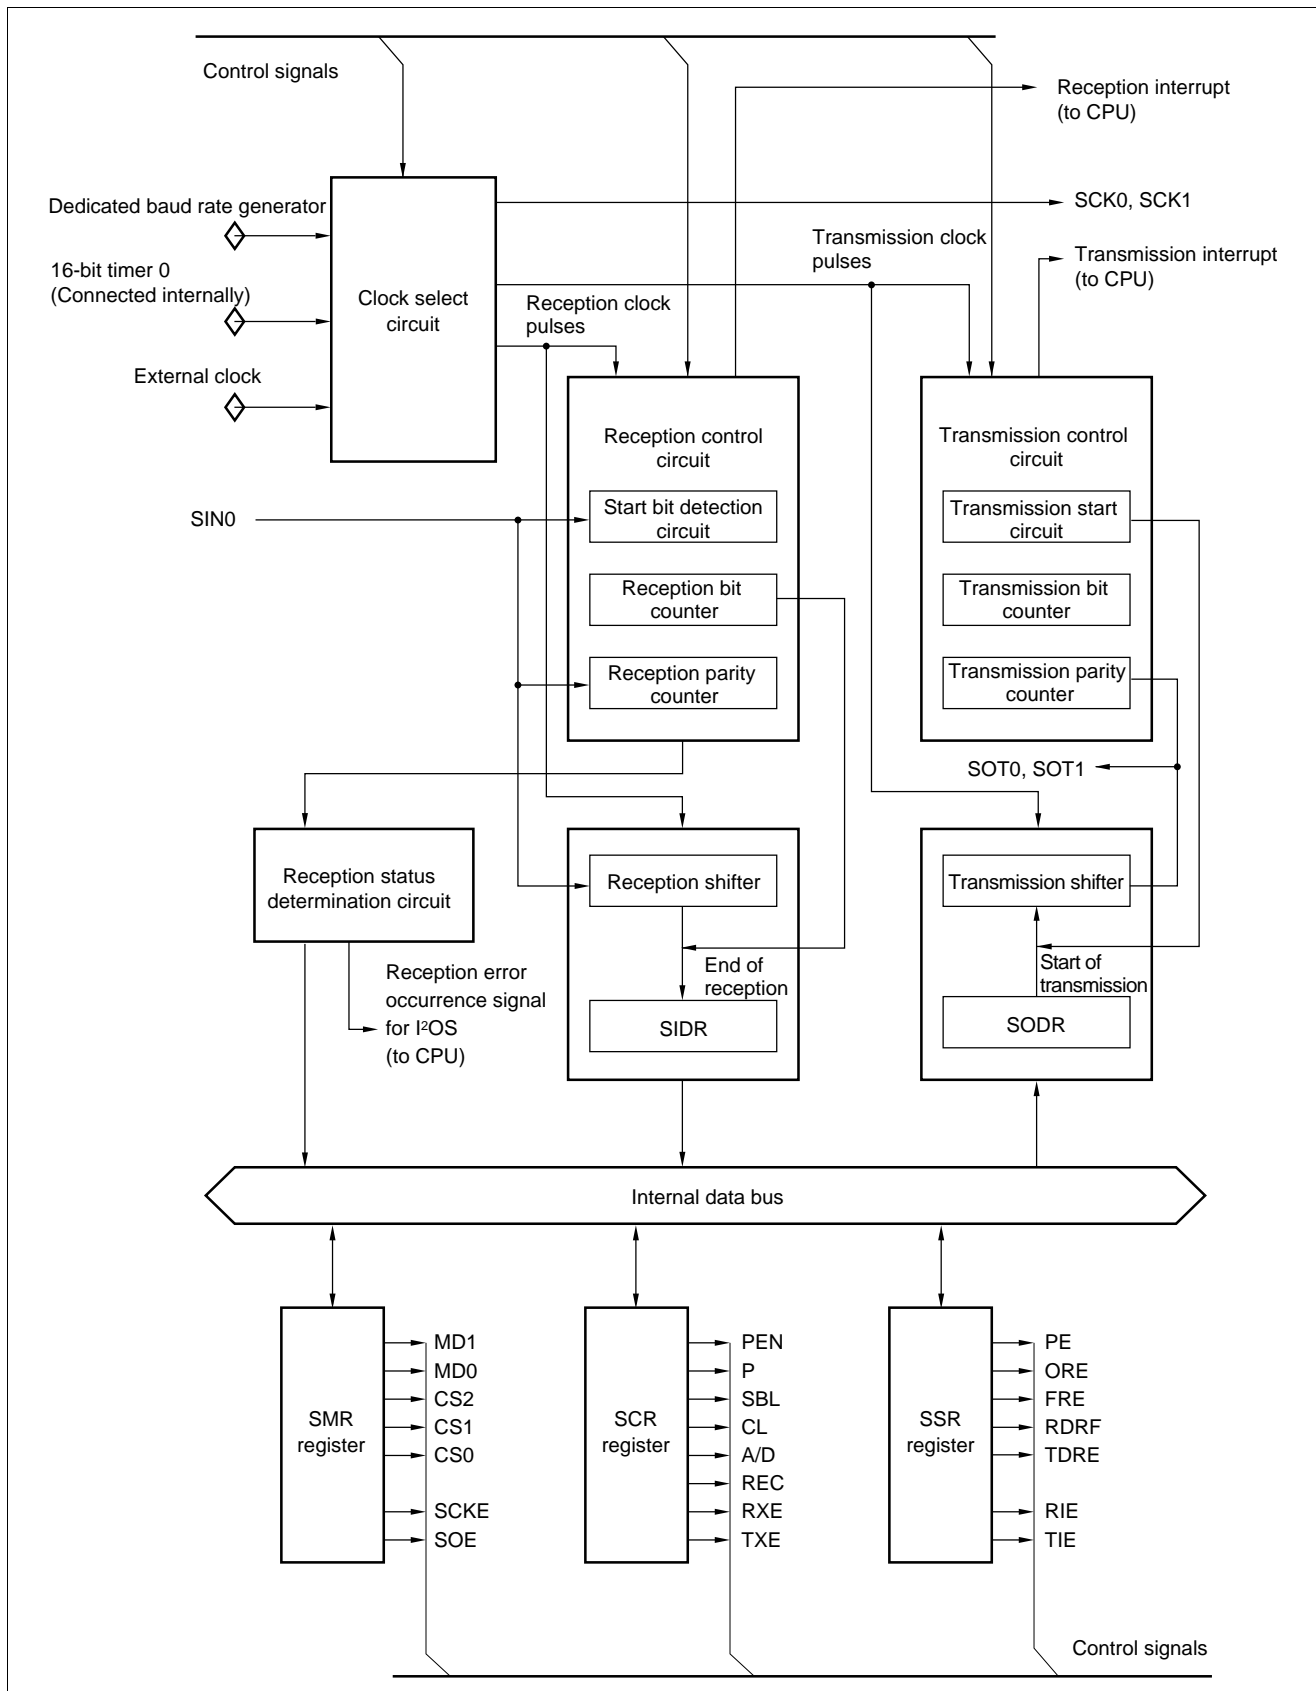 Control signals
Reception interrupt
(to CPU)
Dedicated baud rate generator
SCK0, SCK1
16-bit timer 0
(Connected internally)
Clock select
circuit
Transmission clock
pulses
Transmission interrupt
(to CPU)
Reception clock
pulses
External clock
Reception control
circuit
Transmission control
circuit
SIN0
Start bit detection
circuit
Transmission start
circuit
Reception bit
counter
Transmission bit
counter
Reception parity
counter
Transmission parity
counter
SOT0, SOT1
Reception status
determination circuit
Reception shifter
Transmission shifter
Reception error
occurrence signal
for I²OS
(to CPU)
End of
reception
Start of
transmission
SIDR
SODR
Internal data bus
SMR
register
MD1
MD0
CS2
CS1
CS0
SCKE
SOE
SCR
register
PEN
P
SBL
CL
A/D
REC
RXE
TXE
SSR
register
PE
ORE
FRE
RDRF
TDRE
RIE
TIE
Control signals